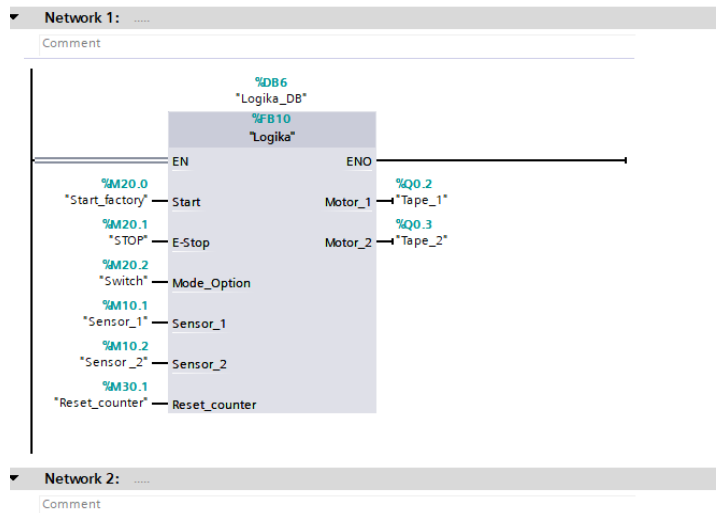 Network 1: .....
Comment
%DB6
"Logika_DB"
%FB10
"Logika"
EN ENO
%M20.0 %Q0.2
"Start_factory" Start Motor_1 "Tape_1"
%M20.1 %Q0.3
"STOP" E-Stop Motor_2 "Tape_2"
%M20.2
"Switch" Mode_Option
%M10.1
"Sensor_1" Sensor_1
%M10.2
"Sensor _2" Sensor_2
%M30.1
"Reset_counter" Reset_counter
Network 2: .....
Comment